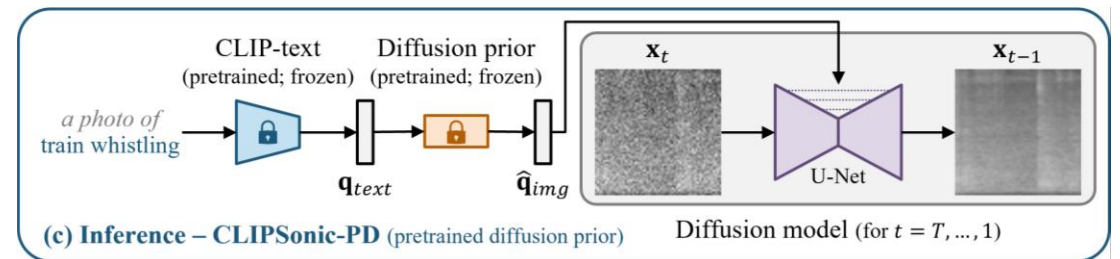 CLIP-text
(pretrained; frozen)
Diffusion prior
(pretrained; frozen)
a photo of
train whistling
q_text
q̂_img
x_t
x_{t-1}
U-Net
Diffusion model (for t = T, … , 1)
(c) Inference – CLIPSonic-PD (pretrained diffusion prior)